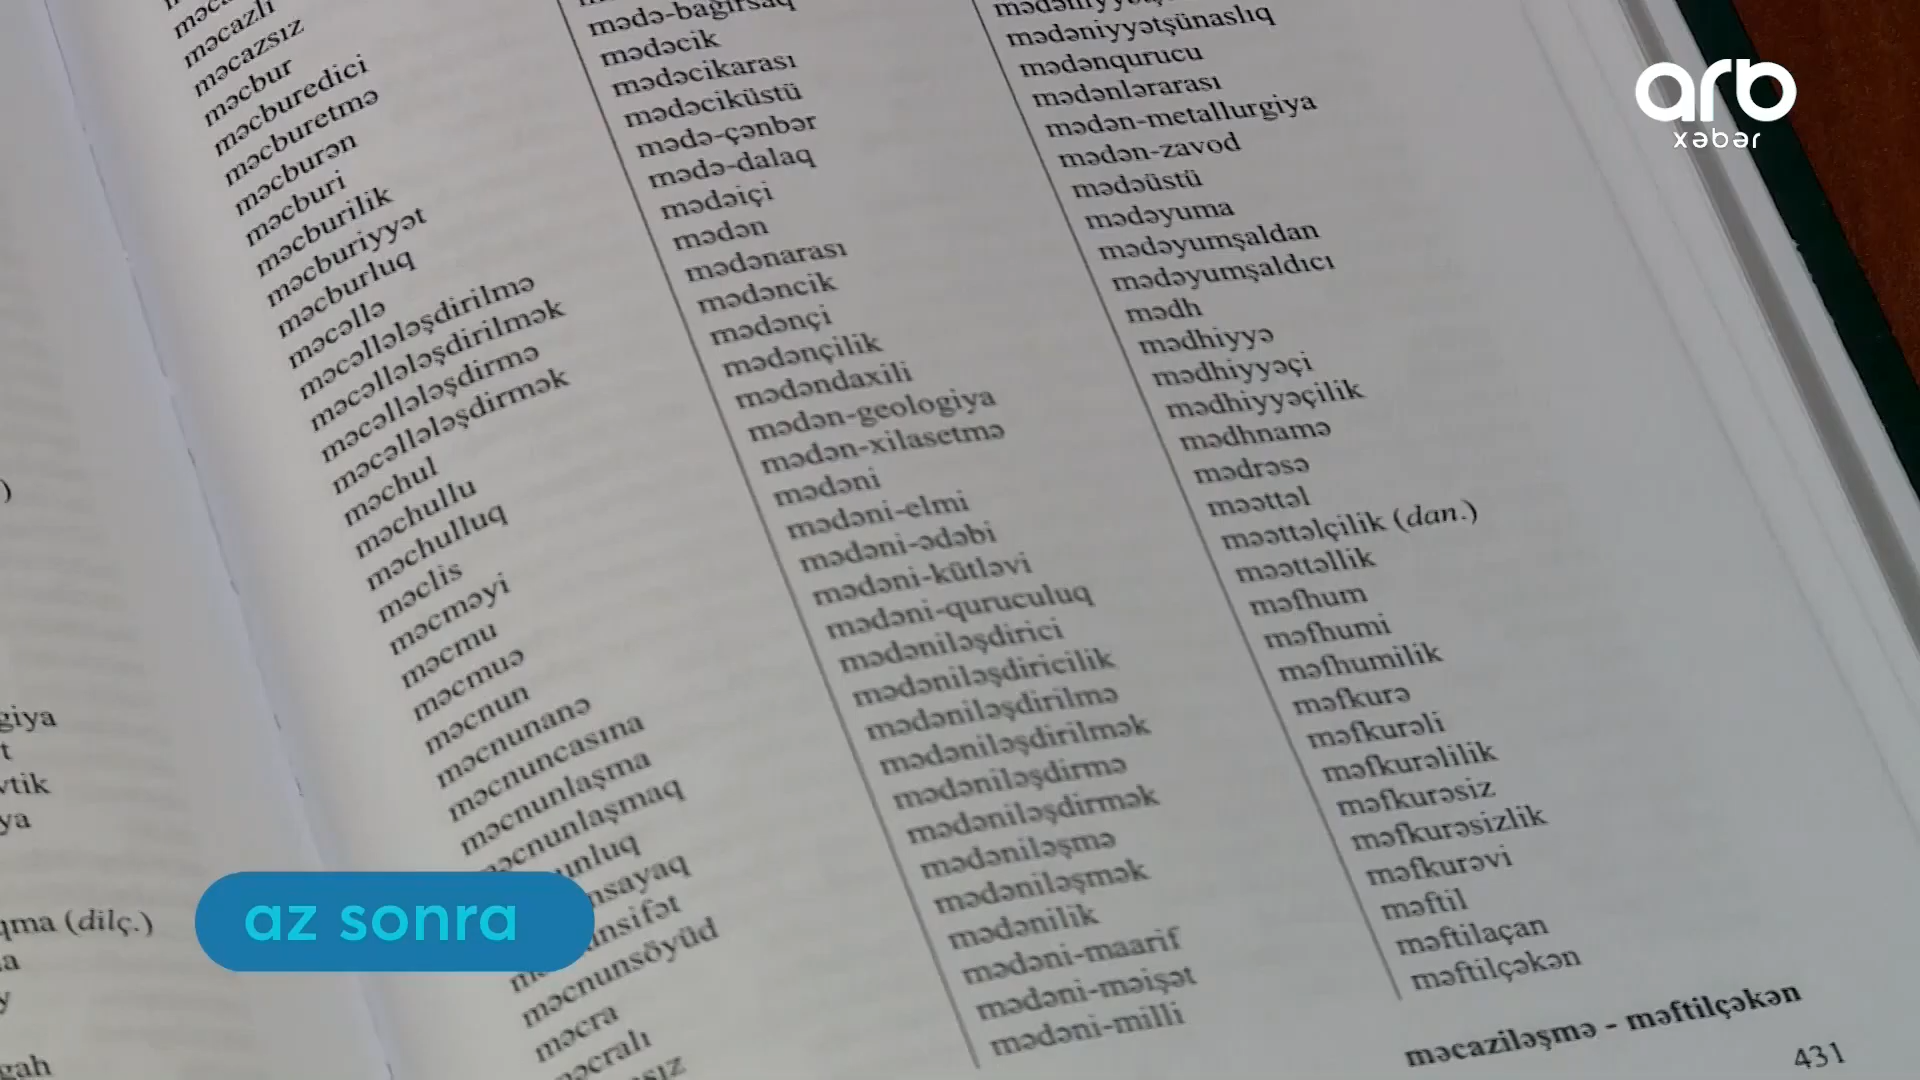 məcazlı
məcazsız
məcbur
məcburedici
məcburetmə
məcburən
məcburi
məcburilik
məcburiyyət
məcburluq
məcəllə
məcəllələşdirilmə
məcəllələşdirilmək
məcəllələşdirmə
məcəllələşdirmək
məchul
məchullu
məchulluq
məclis
məcməyi
məcmu
məcmuə
məcnun
məcnunanə
məcnuncasına
məcnunlaşma
məcnunlaşmaq
məcnunsöyüd
məcra
mədə-bağırsaq
mədəcik
mədəcikarası
mədəciküstü
mədə-çənbər
mədə-dalaq
mədəiçi
mədən
mədənarası
mədəncik
mədənçi
mədənçilik
mədəndaxili
mədən-geologiya
mədən-xilasetmə
mədəni
mədəni-elmi
mədəni-ədəbi
mədəni-kütləvi
mədəni-quruculuq
mədəniləşdirici
mədəniləşdiricilik
mədəniləşdirilmə
mədəniləşdirilmək
mədəniləşdirmə
mədəniləşdirmək
mədəniləşmə
mədəniləşmək
mədənilik
mədəni-maarif
mədəni-məişət
mədəni-milli
mədəniyyətşünaslıq
mədənqurucu
mədənlərarası
mədən-metallurgiya
mədən-zavod
mədəüstü
mədəyuma
mədəyumşaldan
mədəyumşaldıcı
mədh
mədhiyyə
mədhiyyəçi
mədhiyyəçilik
mədhnamə
mədrəsə
məəttəl
məəttəlçilik (dan.)
məəttəllik
məfhum
məfhumi
məfhumilik
məfkurə
məfkurəli
məfkurəlilik
məfkurəsiz
məfkurəsizlik
məfkurəvi
məftil
məftilaçan
məftilçəkən
məcaziləşmə - məftilçəkən
431
(dilç.)
arb
xəbər
az sonra